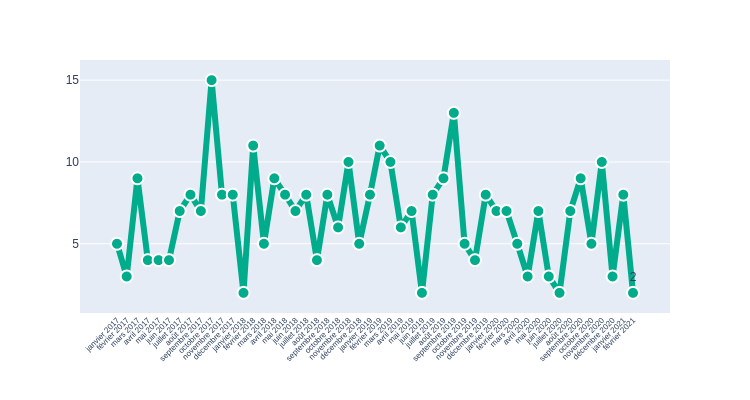 15
10
5
2
janvier 2017
février 2017
mars 2017
avril 2017
mai 2017
juin 2017
juillet 2017
août 2017
septembre 2017
octobre 2017
novembre 2017
décembre 2017
janvier 2018
février 2018
mars 2018
avril 2018
mai 2018
juin 2018
juillet 2018
août 2018
septembre 2018
octobre 2018
novembre 2018
décembre 2018
janvier 2019
février 2019
mars 2019
avril 2019
mai 2019
juin 2019
juillet 2019
août 2019
septembre 2019
octobre 2019
novembre 2019
décembre 2019
janvier 2020
février 2020
mars 2020
avril 2020
mai 2020
juin 2020
juillet 2020
août 2020
septembre 2020
octobre 2020
novembre 2020
décembre 2020
janvier 2021
février 2021